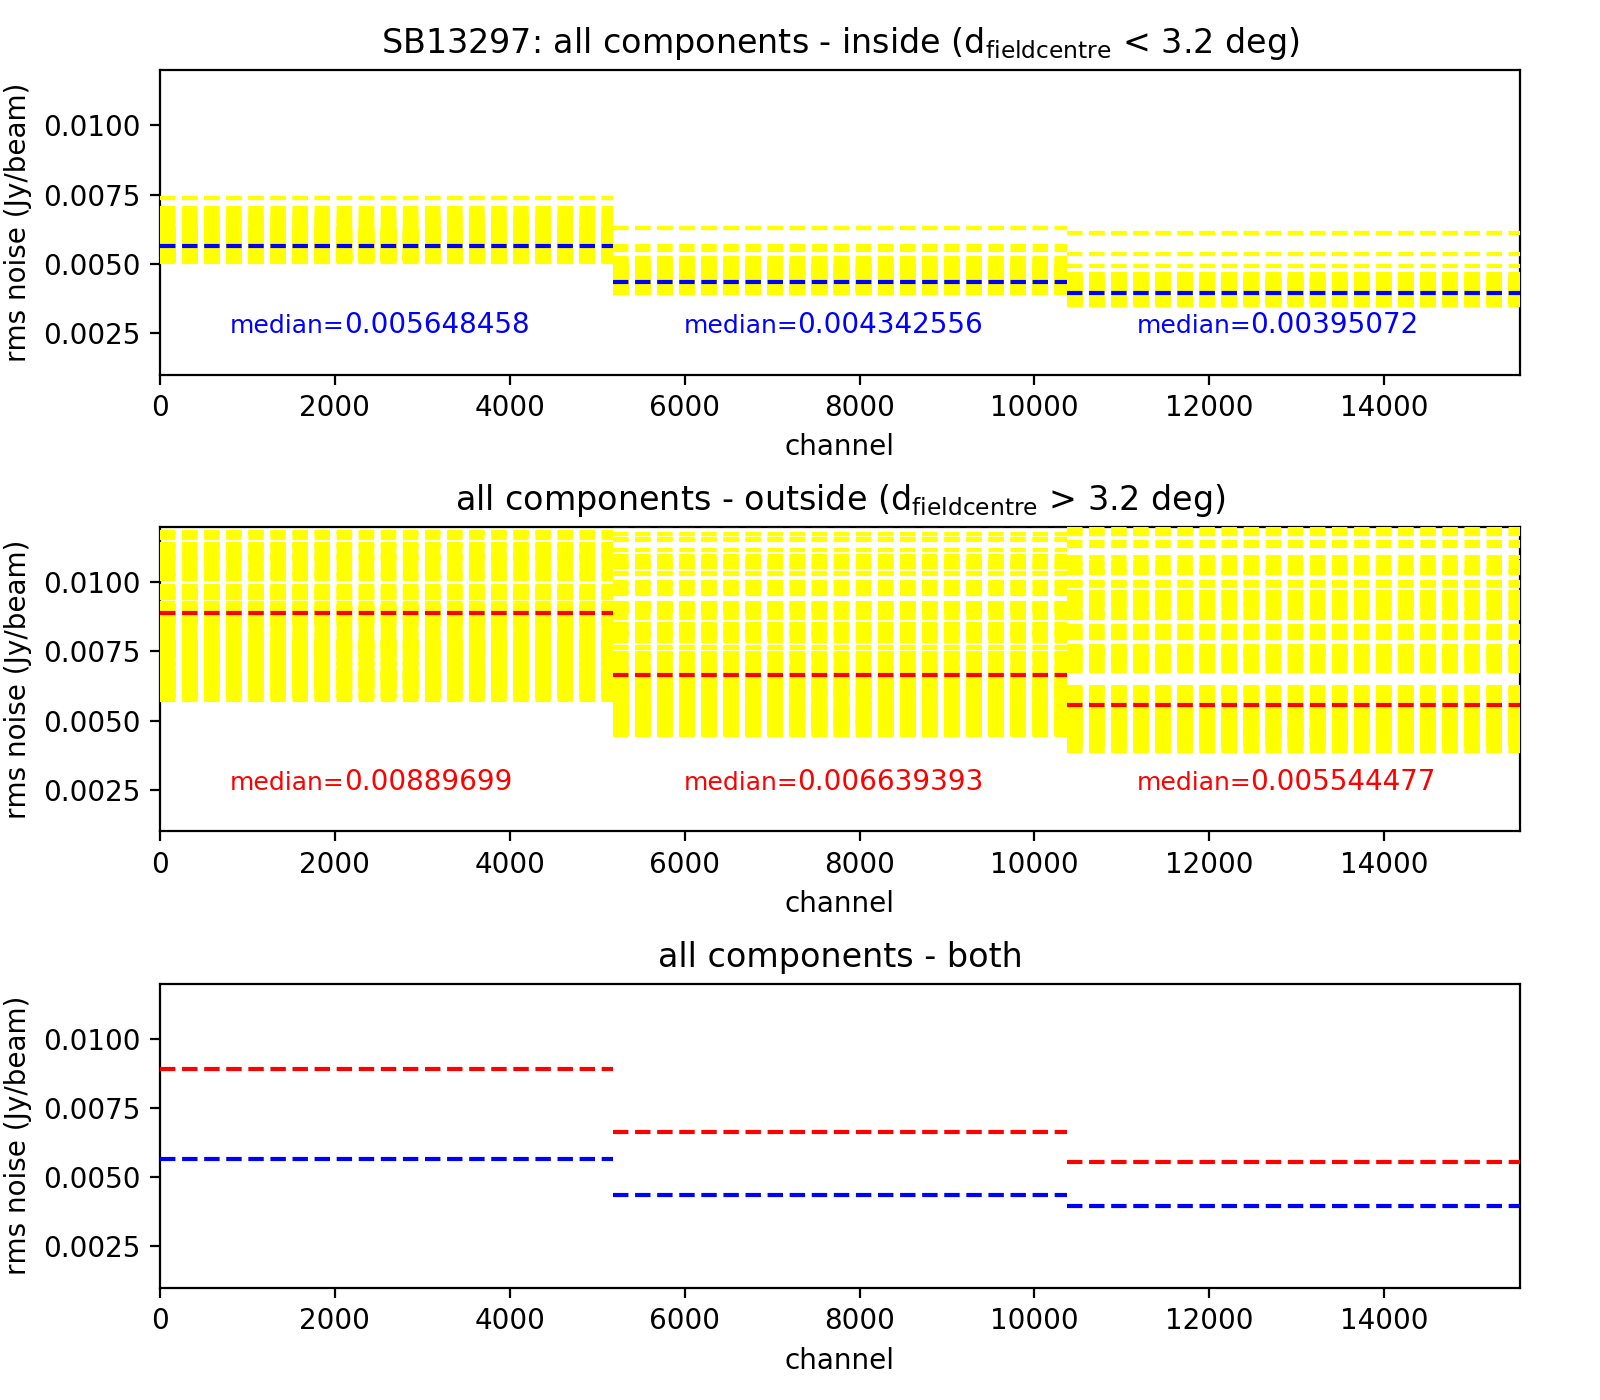 SB13297: all components - inside (dfieldcentre < 3.2 deg)
rms noise (Jy/beam)
0.0100
0.0075
0.0050
0.0025
median=0.005648458
median=0.004342556
median=0.00395072
0 2000 4000 6000 8000 10000 12000 14000
channel
all components - outside (dfieldcentre > 3.2 deg)
rms noise (Jy/beam)
0.0100
0.0075
0.0050
0.0025
median=0.00889699
median=0.006639393
median=0.005544477
0 2000 4000 6000 8000 10000 12000 14000
channel
all components - both
rms noise (Jy/beam)
0.0100
0.0075
0.0050
0.0025
0 2000 4000 6000 8000 10000 12000 14000
channel